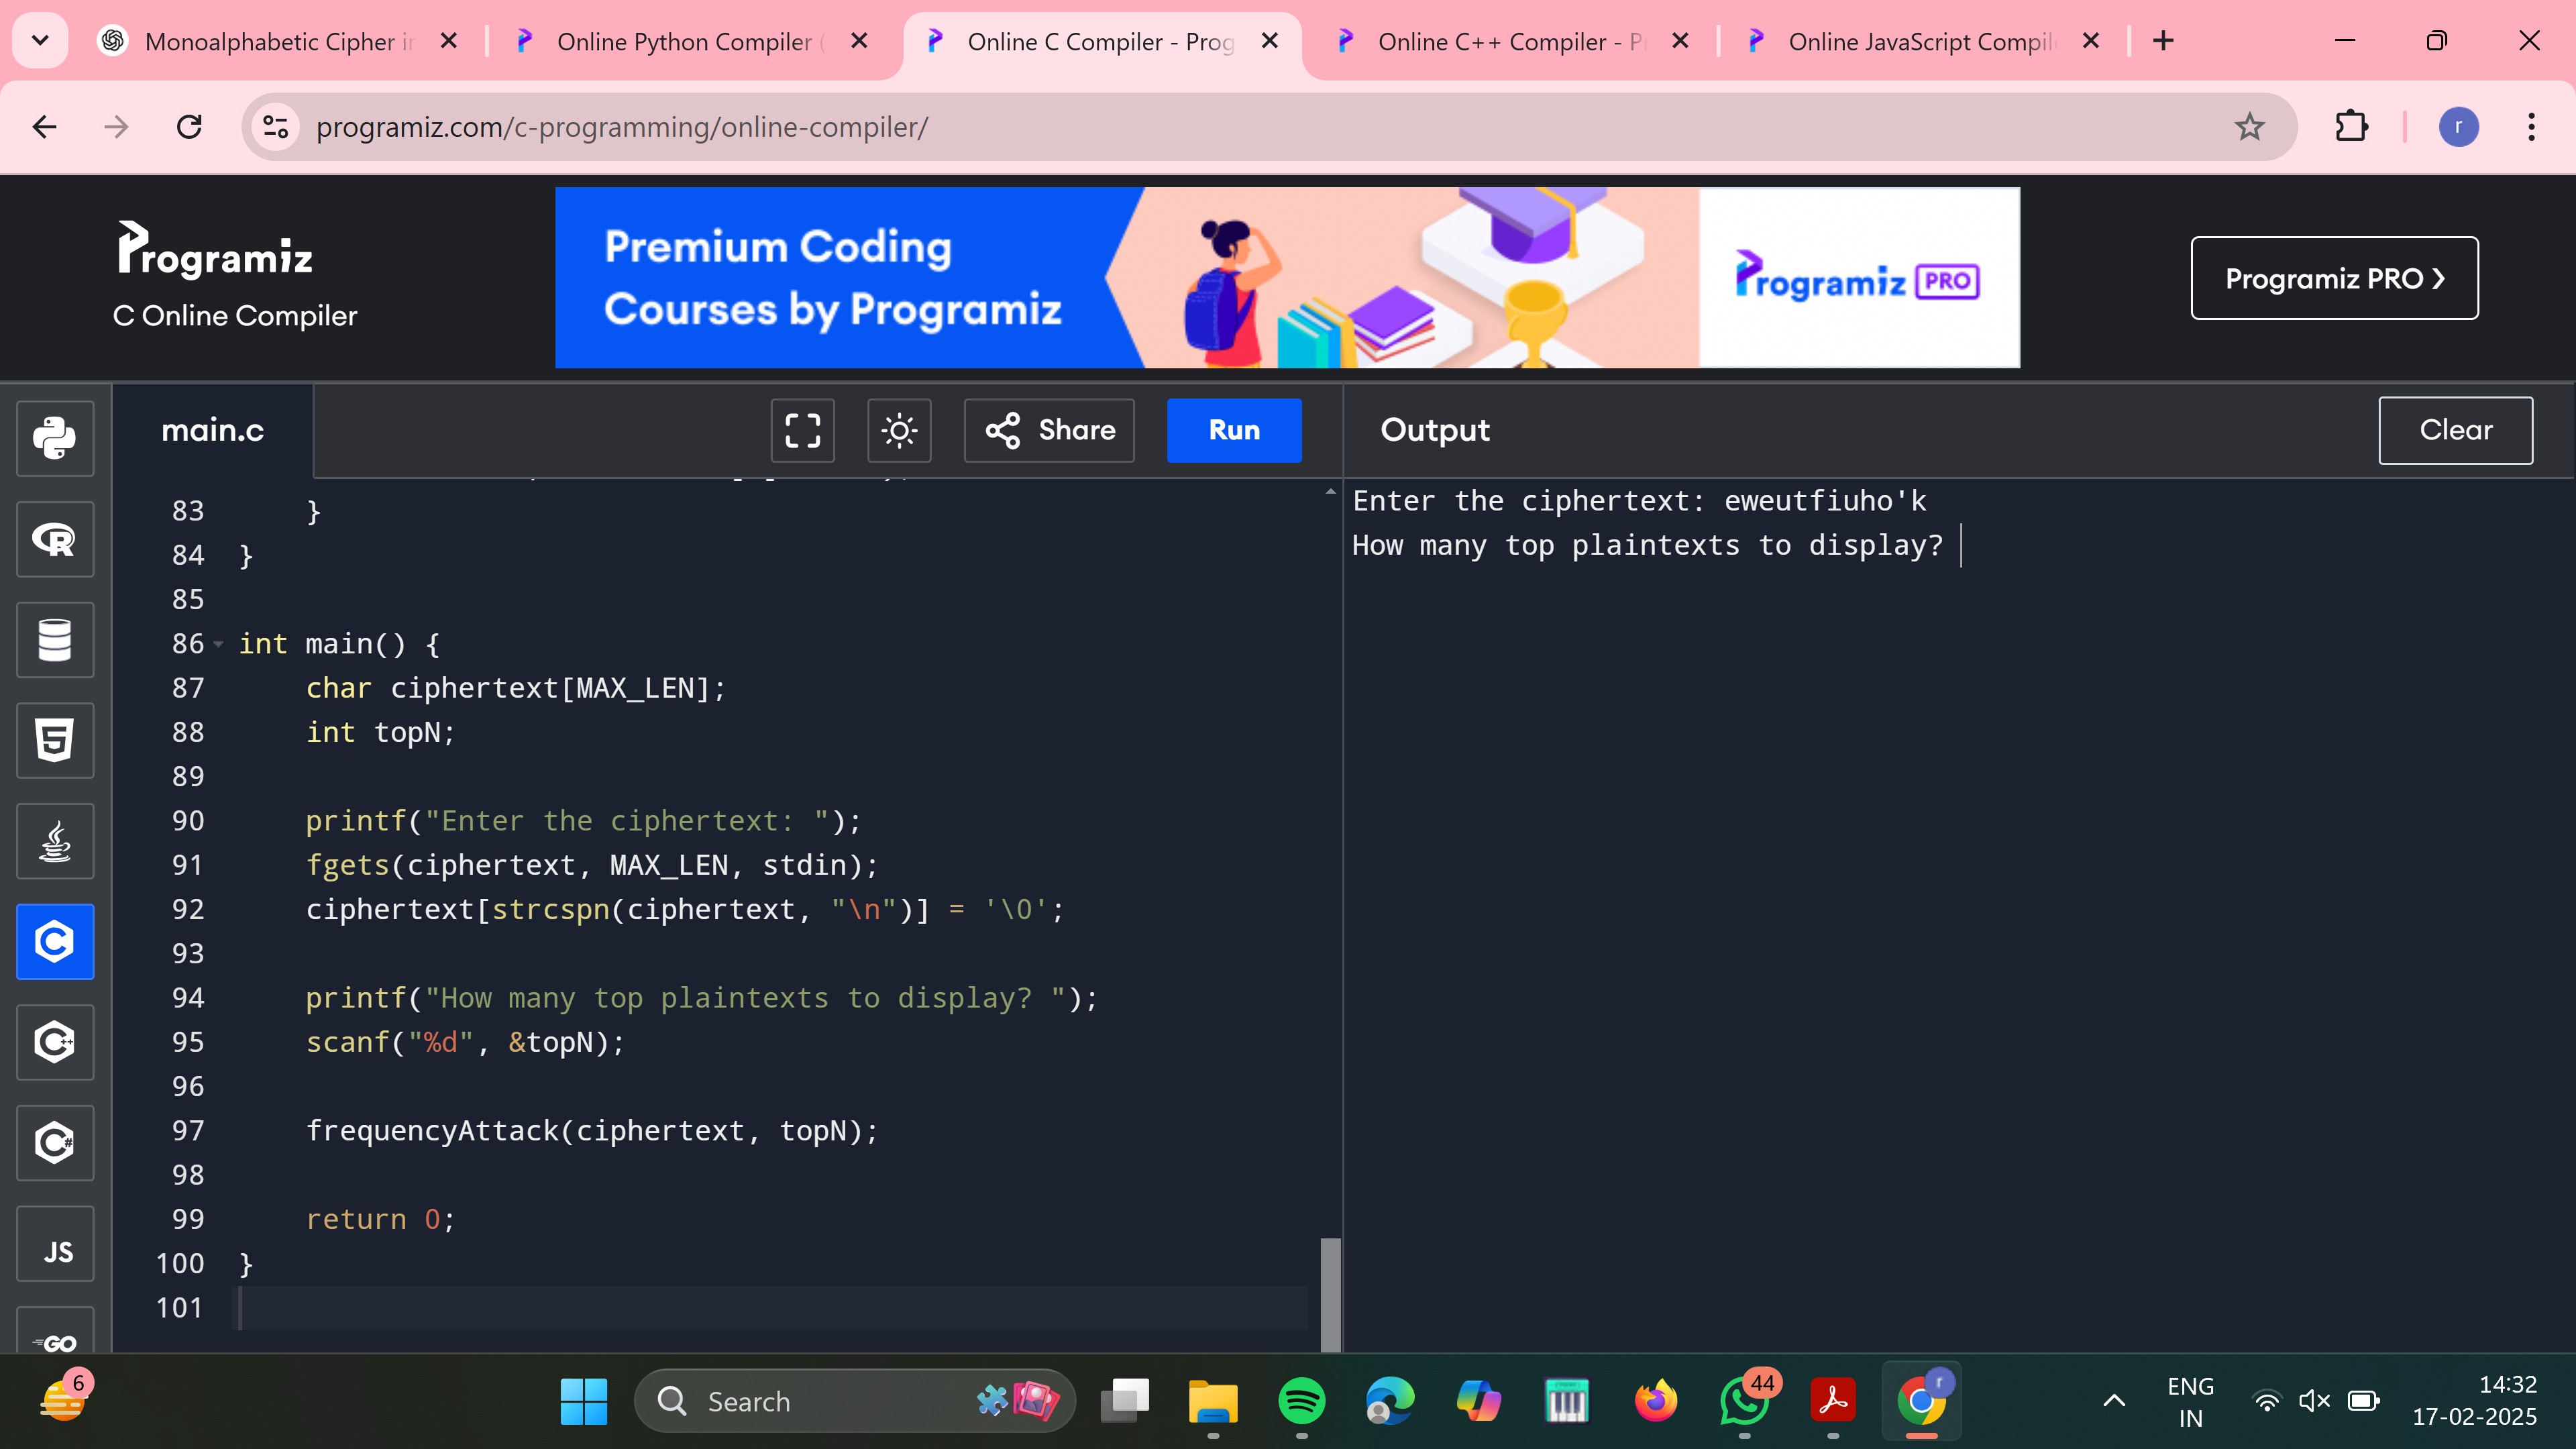 Monoalphabetic Cipher in
Online Python Compiler (
Online C Compiler - Prog
Online C++ Compiler - P
Online JavaScript Compil
programiz.com/c-programming/online-compiler/
r
Programiz
C Online Compiler
Premium Coding
Courses by Programiz
Programiz PRO
Programiz PRO ❯
main.c
Share
Run
Output
Clear
83 }
84 }
85
86 int main() {
87 char ciphertext[MAX_LEN];
88 int topN;
89
90 printf("Enter the ciphertext: ");
91 fgets(ciphertext, MAX_LEN, stdin);
92 ciphertext[strcspn(ciphertext, "\n")] = '\0';
93
94 printf("How many top plaintexts to display? ");
95 scanf("%d", &topN);
96
97 frequencyAttack(ciphertext, topN);
98
99 return 0;
100 }
101
Enter the ciphertext: eweutfiuho'k
How many top plaintexts to display?
R
5
C
C++
C#
JS
GO
6
Search
44
r
ENG
IN
14:32
17-02-2025